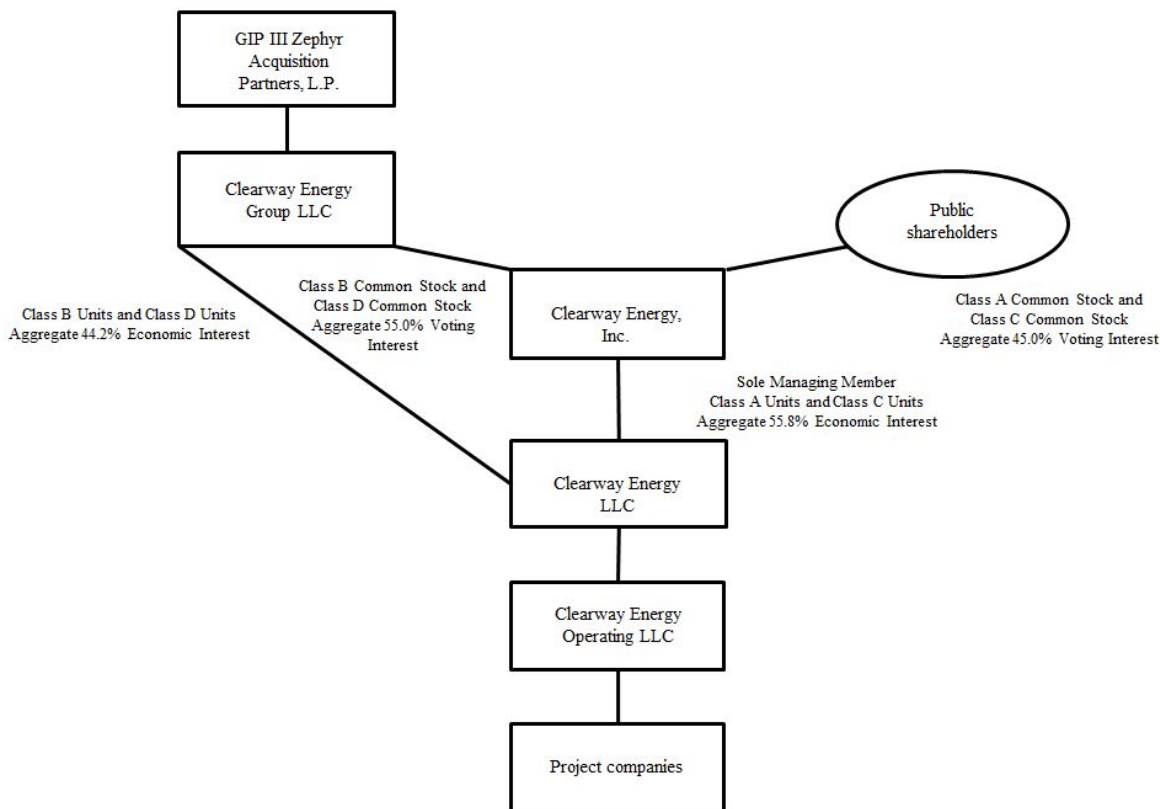 GIP III Zephyr
Acquisition
Partners, L.P.
Clearway Energy
Group LLC
Public
shareholders
Class B Units and Class D Units
Aggregate 44.2% Economic Interest
Class B Common Stock and
Class D Common Stock
Aggregate 55.0% Voting
Interest
Clearway Energy,
Inc.
Class A Common Stock and
Class C Common Stock
Aggregate 45.0% Voting Interest
Sole Managing Member
Class A Units and Class C Units
Aggregate 55.8% Economic Interest
Clearway Energy
LLC
Clearway Energy
Operating LLC
Project companies